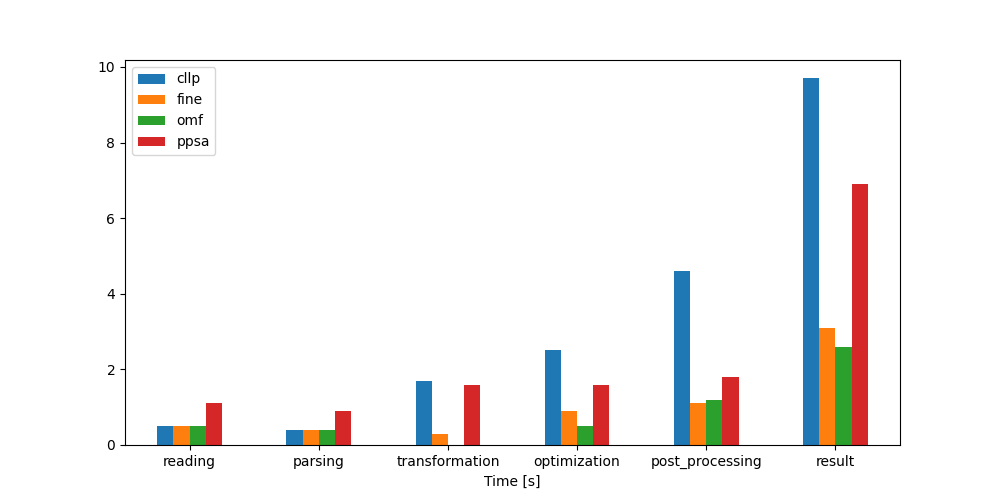 10
8
6
4
2
0
cllp
fine
omf
ppsa
reading parsing transformation optimization post_processing result
Time [s]